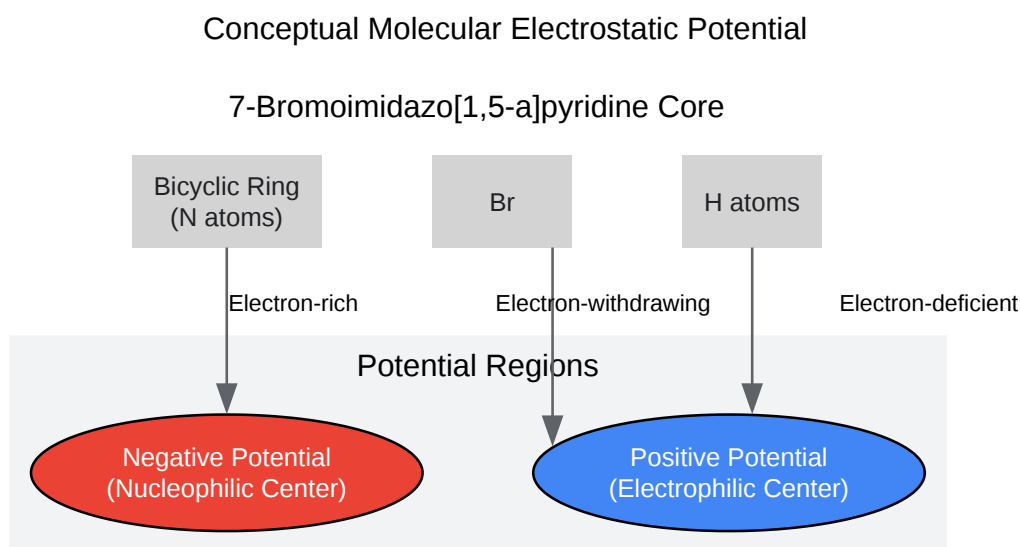 Conceptual Molecular Electrostatic Potential
7-Bromoimidazo[1,5-a]pyridine Core
Bicyclic Ring
(N atoms)
Br
H atoms
Electron-rich
Electron-withdrawing
Electron-deficient
Potential Regions
Negative Potential
(Nucleophilic Center)
Positive Potential
(Electrophilic Center)